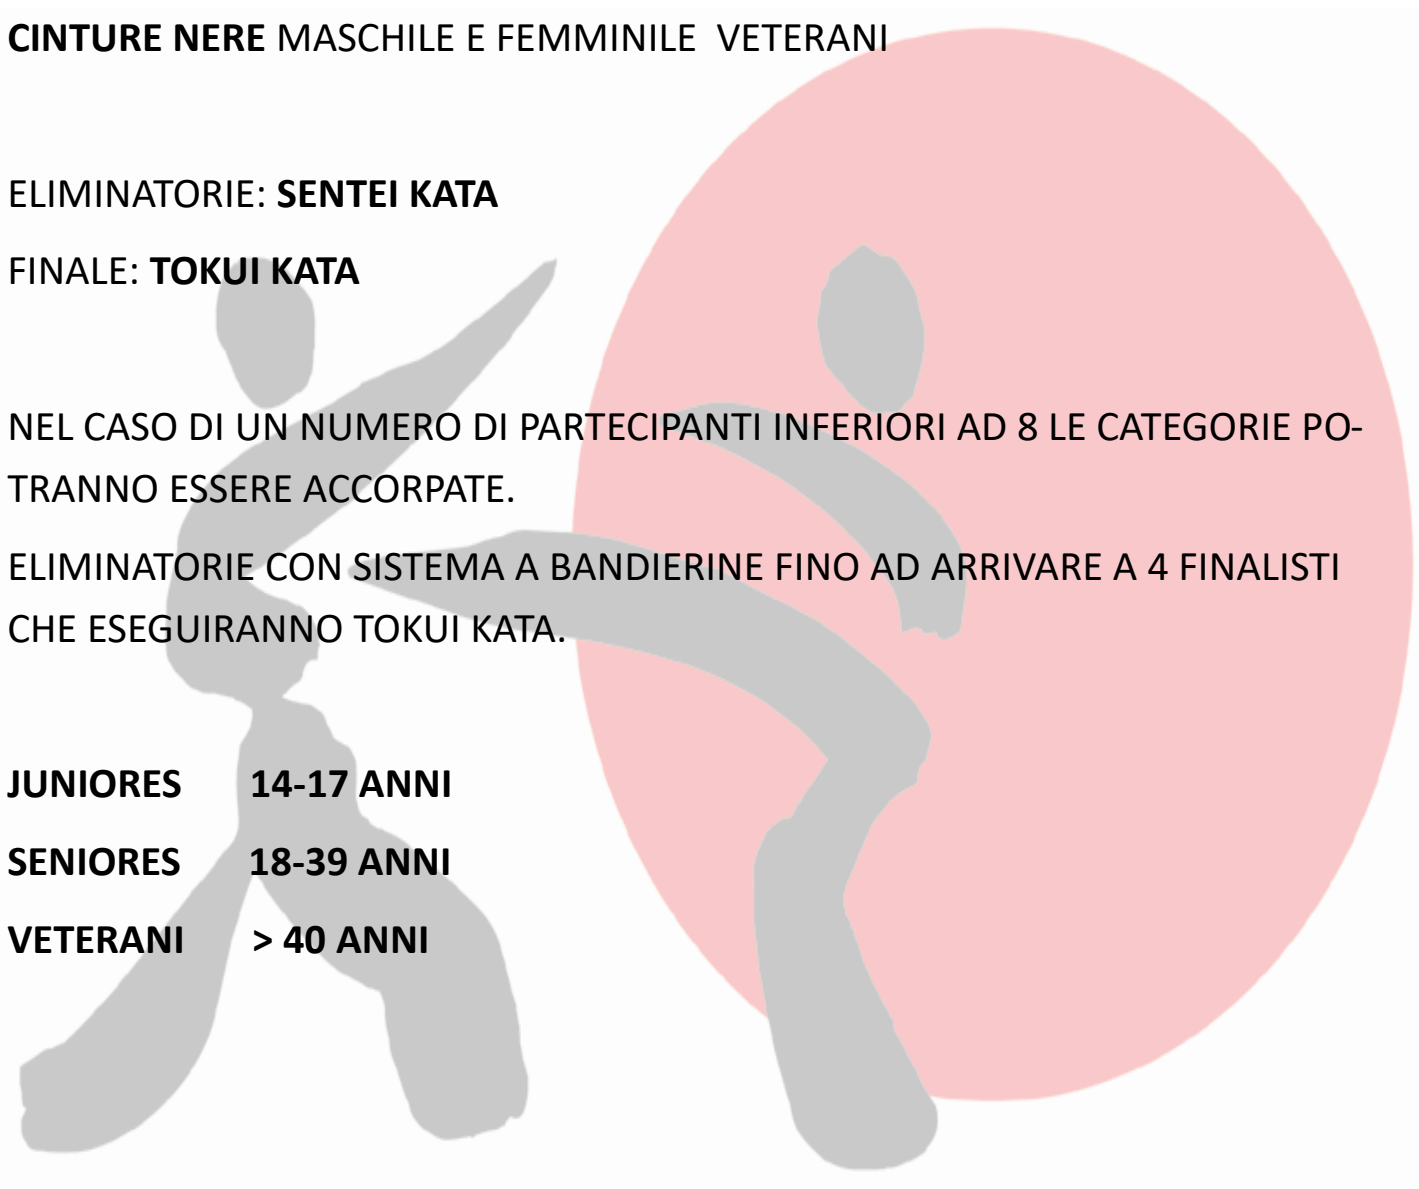 CINTURE NERE MASCHILE E FEMMINILE  VETERANI
ELIMINATORIE: SENTEI KATA
FINALE: TOKUI KATA
NEL CASO DI UN NUMERO DI PARTECIPANTI INFERIORI AD 8 LE CATEGORIE PO-
TRANNO ESSERE ACCORPATE.
ELIMINATORIE CON SISTEMA A BANDIERINE FINO AD ARRIVARE A 4 FINALISTI
CHE ESEGUIRANNO TOKUI KATA.
JUNIORES 14-17 ANNI
SENIORES 18-39 ANNI
VETERANI > 40 ANNI